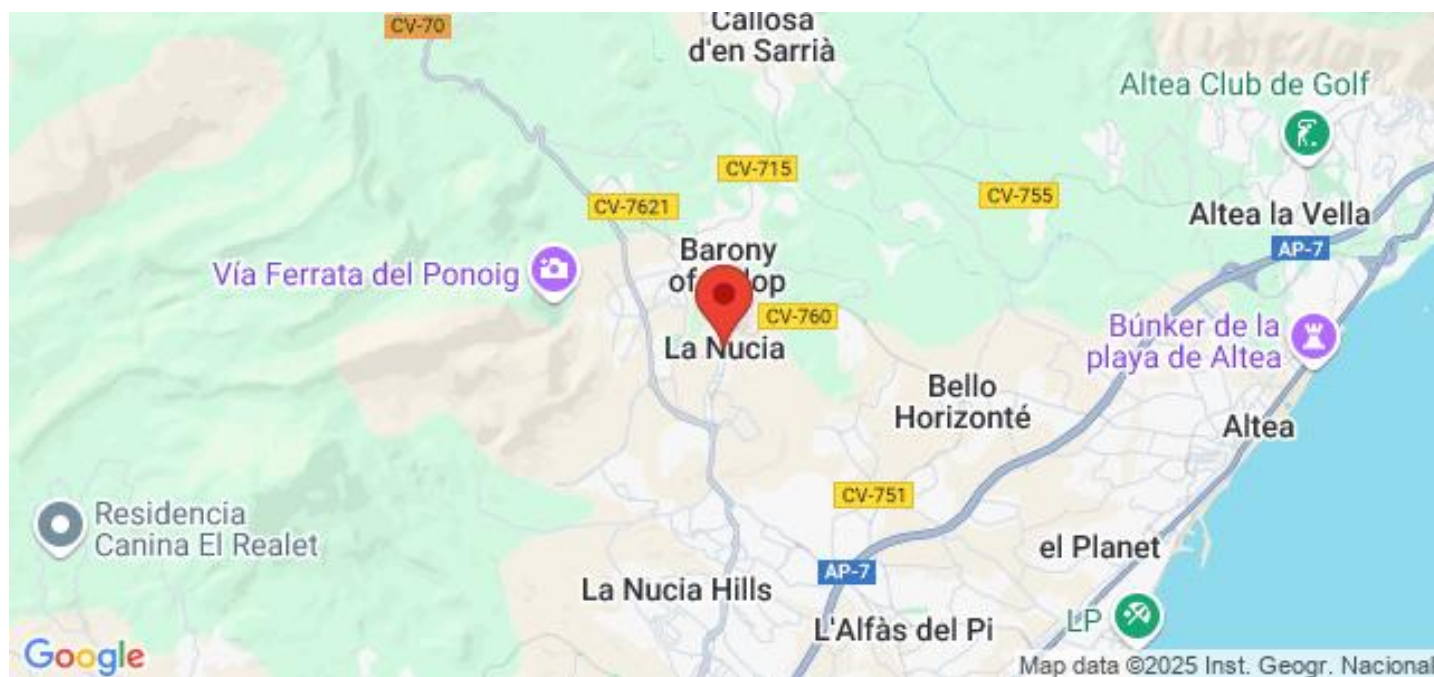 CV-70
Callosa
d'en Sarrià
Altea Club de Golf
CV-715
CV-755
CV-7621
Altea la Vella
Barony
AP-7
Vía Ferrata del Ponoig
of
CV-760
Búnker de la
playa de Altea
La Nucia
Bello
Horizonté
Altea
CV-751
Residencia
Canina El Realet
el Planet
AP-7
La Nucia Hills
L'Alfàs del Pi
LP
Google
Map data ©2025 Inst. Geogr. Nacional